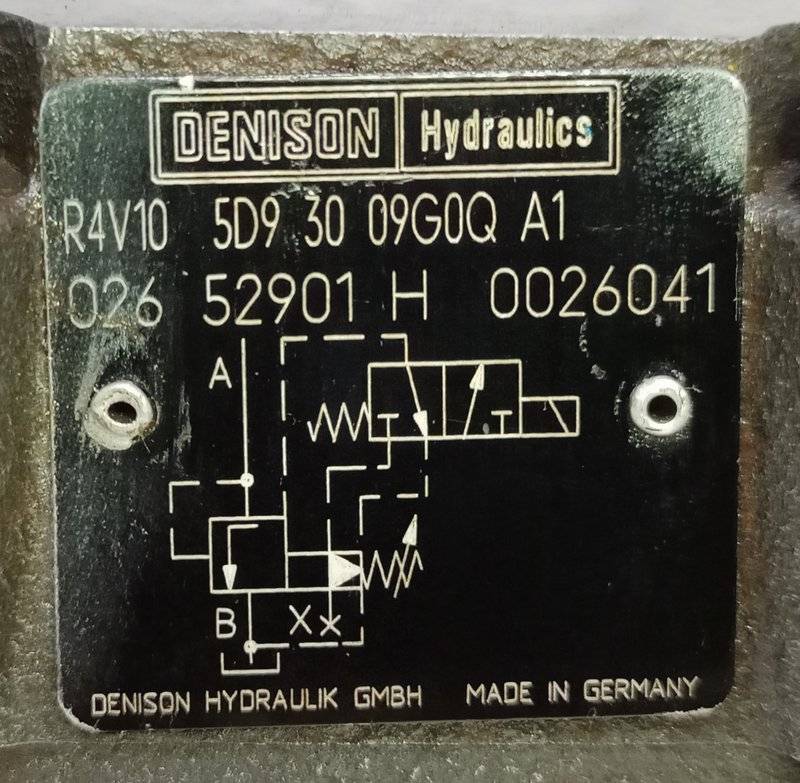 DENISON Hydraulics
R4V10 5D9 30 09G0Q A1
026 52901 H 0026041
A
B X
DENISON HYDRAULIK GMBH MADE IN GERMANY